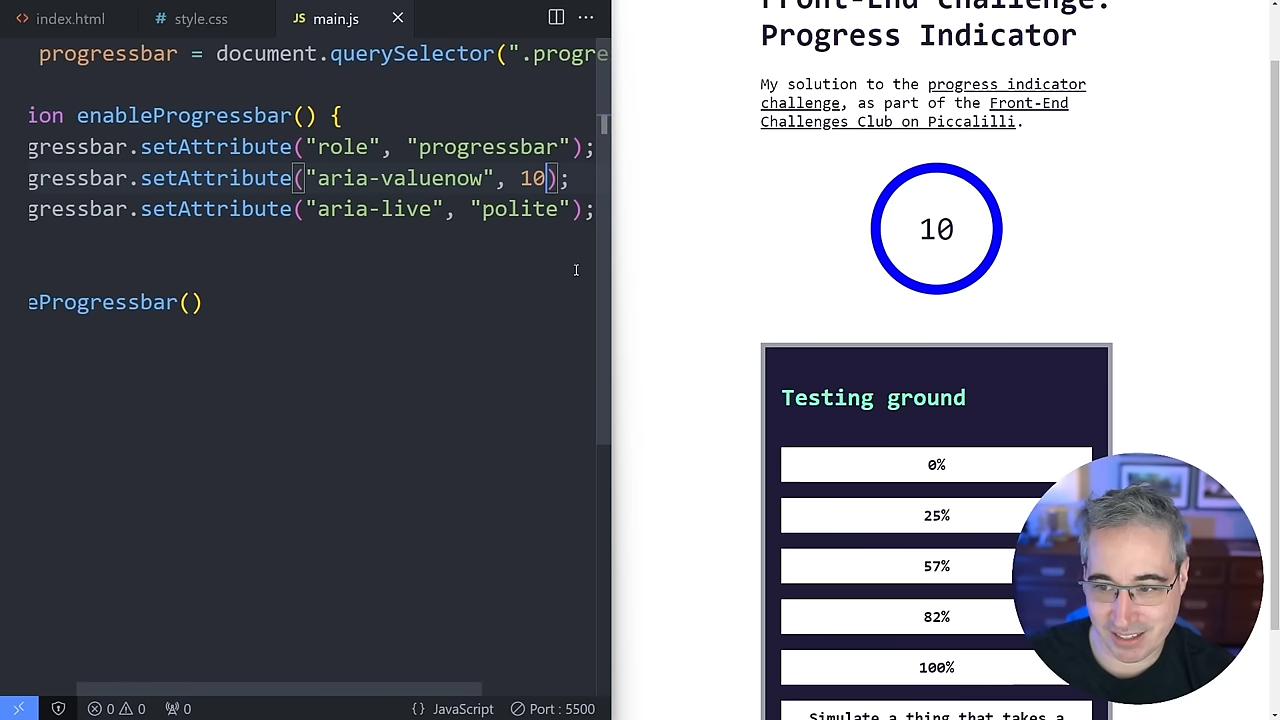 index.html
style.css
JS main.js
progressbar = document.querySelector(".progre
ion enableProgressbar() {
gressbar.setAttribute("role", "progressbar");
gressbar.setAttribute("aria-valuenow", 10);
gressbar.setAttribute("aria-live", "polite");
eProgressbar()
0 0
0
{} JavaScript
Port : 5500
Front-End Challenge:
Progress Indicator
My solution to the progress indicator
challenge, as part of the Front-End
Challenges Club on Piccalilli.
10
Testing ground
0%
25%
57%
82%
100%
Simulate a thing that takes a